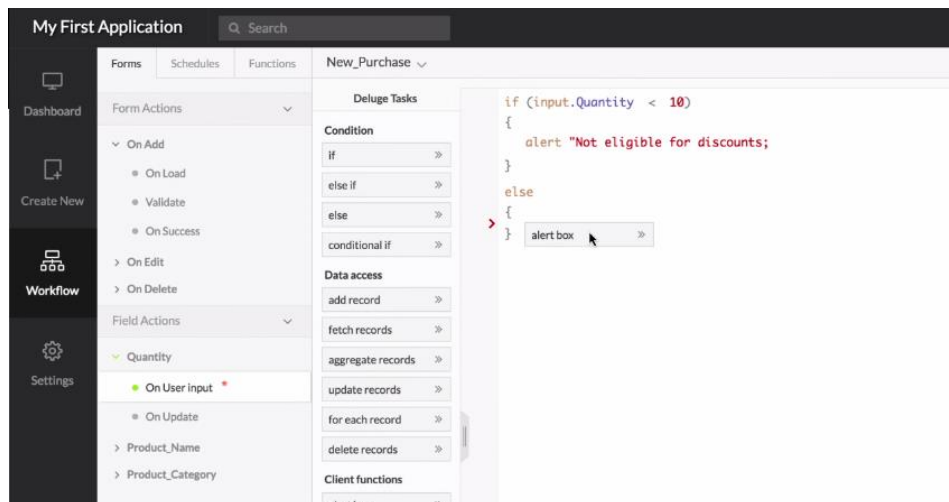 My First Application
Search
Dashboard
Create New
Workflow
Settings
Forms
Schedules
Functions
Form Actions
On Add
On Load
Validate
On Success
On Edit
On Delete
Field Actions
Quantity
On User input *
On Update
Product_Name
Product_Category
New_Purchase
Deluge Tasks
Condition
if
else if
else
conditional if
Data access
add record
fetch records
aggregate records
update records
for each record
delete records
Client functions
if (input.Quantity < 10)
{
alert "Not eligible for discounts;
}
else
{
}
alert box